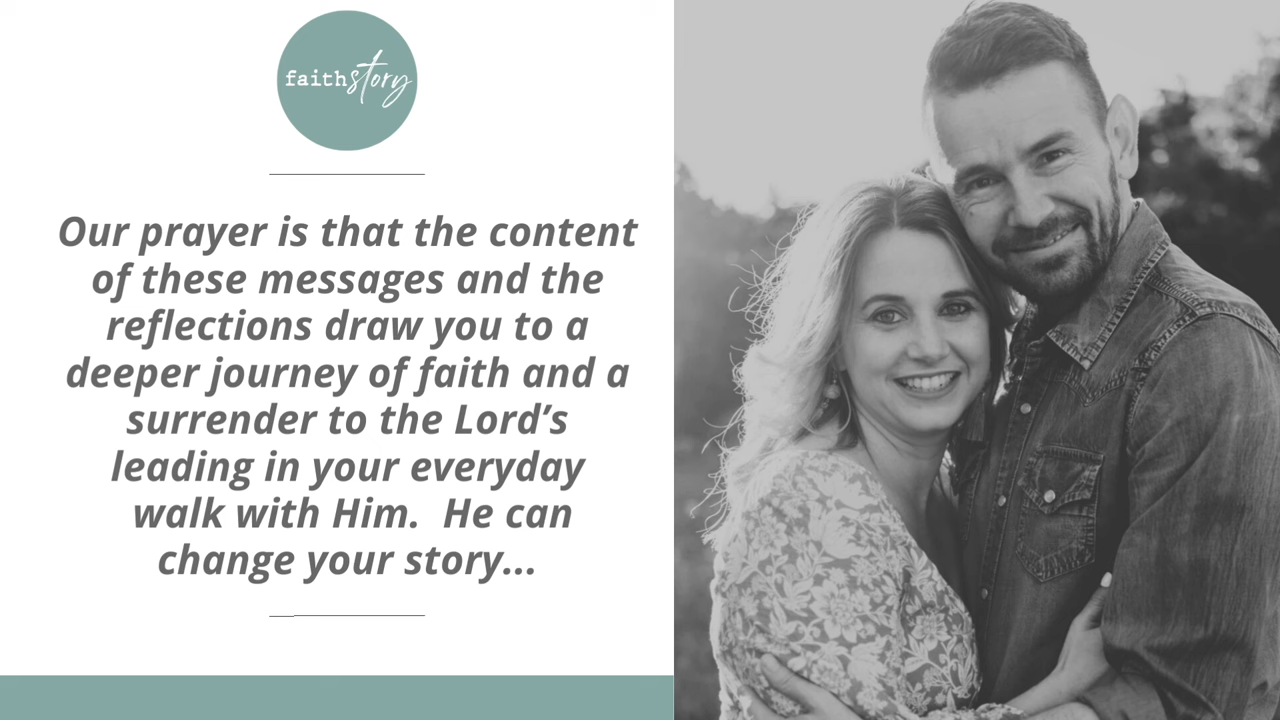 faithstory
Our prayer is that the content
of these messages and the
reflections draw you to a
deeper journey of faith and a
surrender to the Lord’s
leading in your everyday
walk with Him.  He can
change your story...